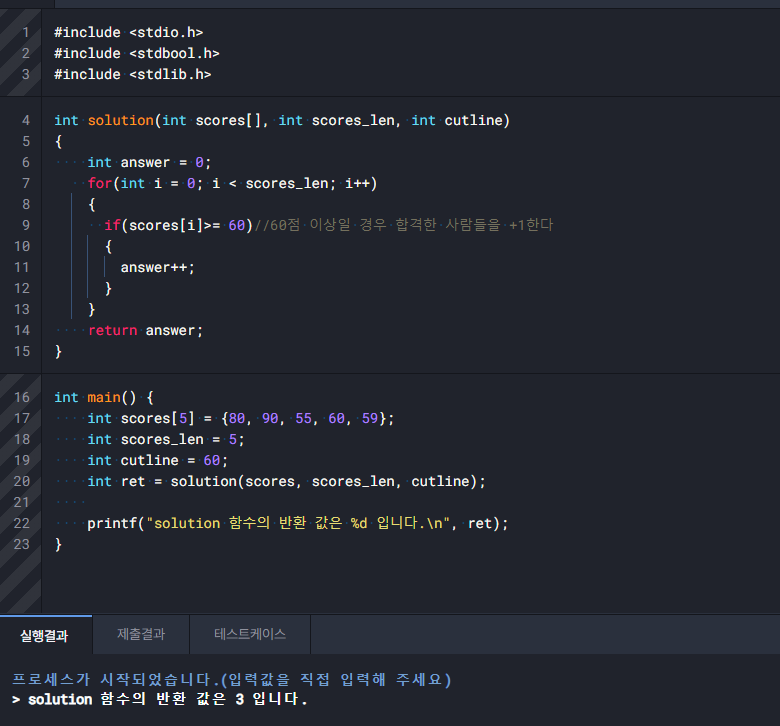 1 #include <stdio.h>
2 #include <stdbool.h>
3 #include <stdlib.h>
4 int solution(int scores[], int scores_len, int cutline)
5 {
6 int answer = 0;
7 for(int i = 0; i < scores_len; i++)
8 {
9 if(scores[i]>= 60)//60점 이상일 경우 합격한 사람들을 +1한다
10 {
11 answer++;
12 }
13 }
14 return answer;
15 }
16 int main() {
17 int scores[5] = {80, 90, 55, 60, 59};
18 int scores_len = 5;
19 int cutline = 60;
20 int ret = solution(scores, scores_len, cutline);
21
22 printf("solution 함수의 반환 값은 %d 입니다.\n", ret);
23 }
실행결과 제출결과 테스트케이스
프로세스가 시작되었습니다.(입력값을 직접 입력해 주세요)
> solution 함수의 반환 값은 3 입니다.